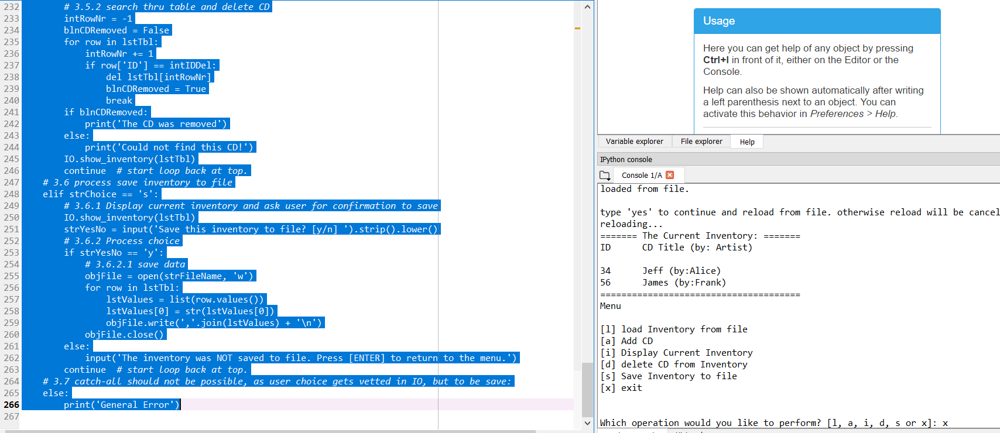 232         # 3.5.2 search thru table and delete CD
233         intRowNr = -1
234         blnCDRemoved = False
235         for row in lstTbl:
236             intRowNr += 1
237             if row['ID'] == intIDDel:
238                 del lstTbl[intRowNr]
239                 blnCDRemoved = True
240                 break
241         if blnCDRemoved:
242             print('The CD was removed')
243         else:
244             print('Could not find this CD!')
245         IO.show_inventory(lstTbl)
246         continue  # start loop back at top.
247     # 3.6 process save inventory to file
248     elif strChoice == 's':
249         # 3.6.1 Display current inventory and ask user for confirmation to save
250         IO.show_inventory(lstTbl)
251         strYesNo = input('Save this inventory to file? [y/n] ').strip().lower()
252         # 3.6.2 Process choice
253         if strYesNo == 'y':
254             # 3.6.2.1 save data
255             objFile = open(strFileName, 'w')
256             for row in lstTbl:
257                 lstValues = list(row.values())
258                 lstValues[0] = str(lstValues[0])
259                 objFile.write(','.join(lstValues) + '\n')
260             objFile.close()
261         else:
262             input('The inventory was NOT saved to file. Press [ENTER] to return to the menu.')
263         continue  # start loop back at top.
264     # 3.7 catch-all should not be possible, as user choice gets vetted in IO, but to be save:
265     else:
266         print('General Error')
267
Usage
Here you can get help of any object by pressing
Ctrl+I in front of it, either on the Editor or the
Console.
Help can also be shown automatically after writing
a left parenthesis next to an object. You can
activate this behavior in Preferences > Help.
Variable explorer File explorer Help
IPython console
Console 1/A
loaded from file.
type 'yes' to continue and reload from file. otherwise reload will be cancel
reloading...
======= The Current Inventory: =======
ID      CD Title (by: Artist)
34      Jeff (by:Alice)
56      James (by:Frank)
======================================
Menu
[l] load Inventory from file
[a] Add CD
[i] Display Current Inventory
[d] delete CD from Inventory
[s] Save Inventory to file
[x] exit
Which operation would you like to perform? [l, a, i, d, s or x]: x